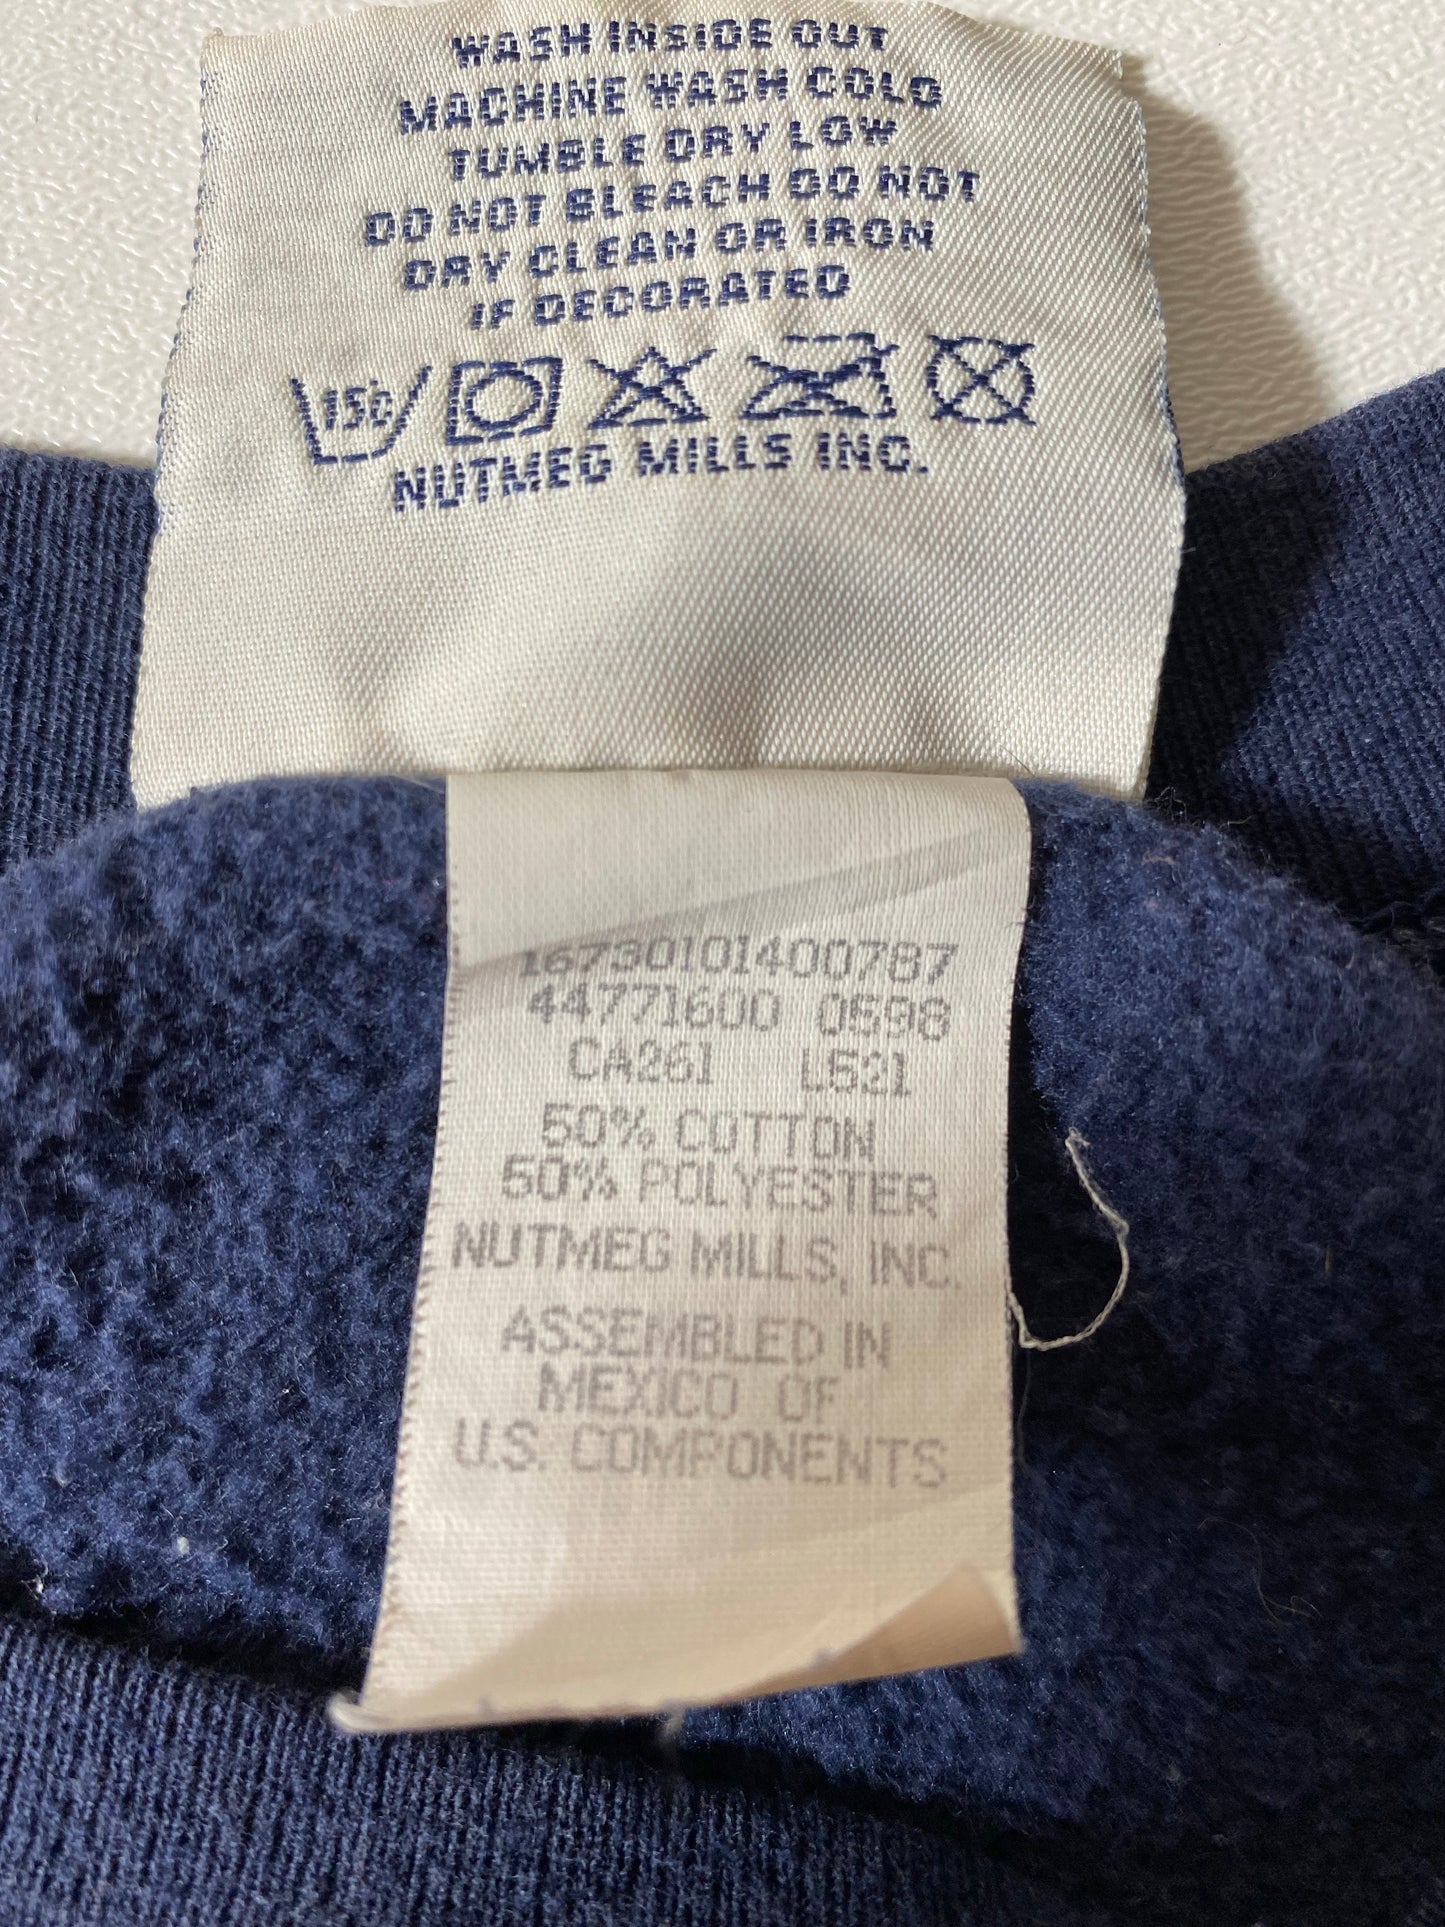 WASH INSIDE OUT
MACHINE WASH COLD
TUMBLE DRY LOW
DO NOT BLEACH DO NOT
DRY CLEAN OR IRON
IF DECORATED
NUTMEG MILLS INC.
16730101400787
44771600 0598
CA261 L521
50% COTTON
50% POLYESTER
NUTMEG MILLS, INC.
ASSEMBLED IN
MEXICO OF
U.S. COMPONENTS